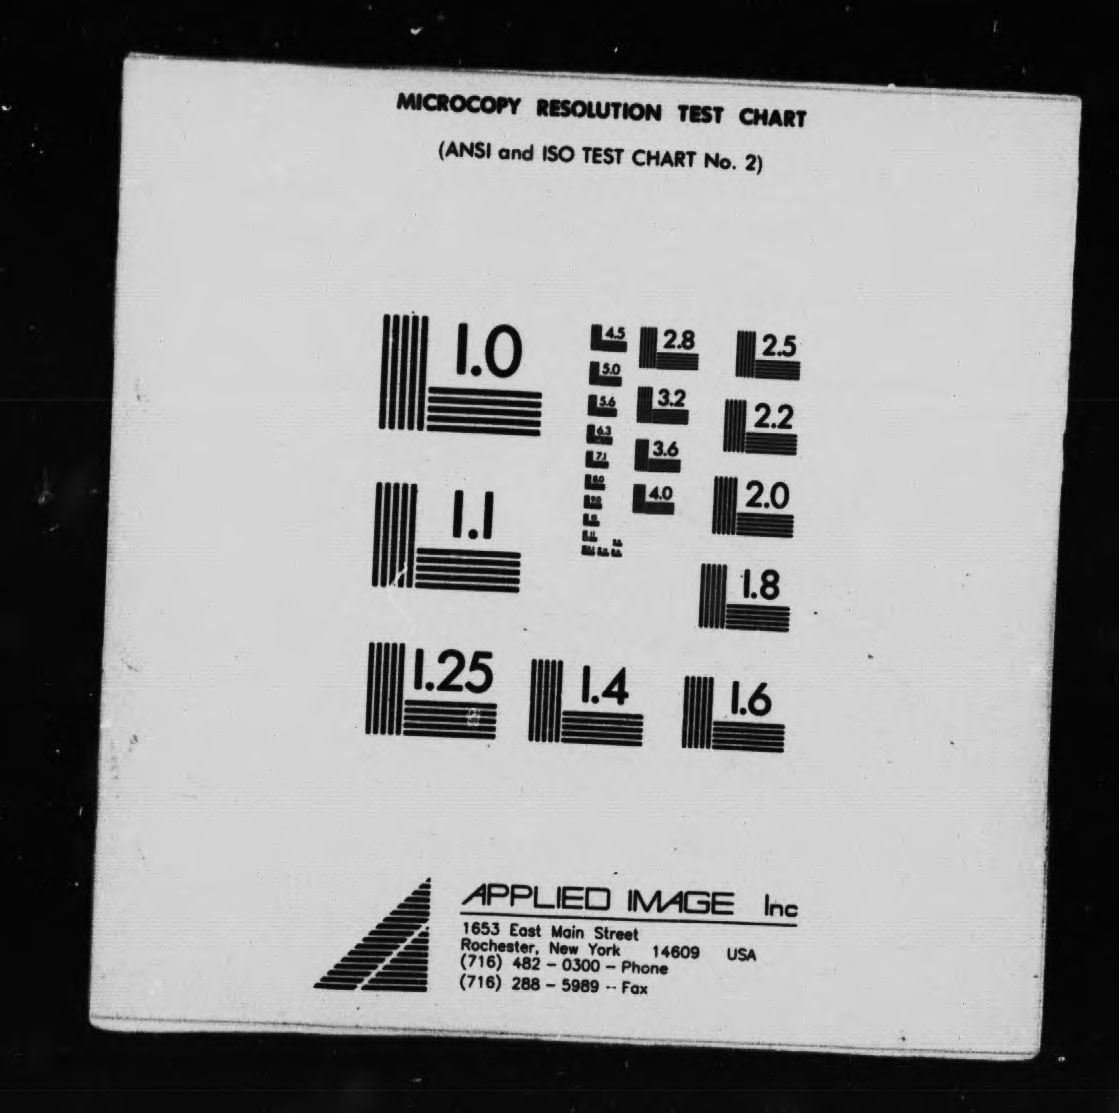 MICROCOPY RESOLUTION TEST CHART
(ANSI and ISO TEST CHART No. 2)
1.0
4.5
2.8
2.5
5.0
5.6
3.2
2.2
6.3
3.6
7.1
8.0
4.0
2.0
9.0
1.1
1.8
1.25
1.4
1.6
APPLIED IMAGE Inc
1653 East Main Street
Rochester, New York 14609 USA
(716) 482 - 0300 - Phone
(716) 288 - 5989 - Fax